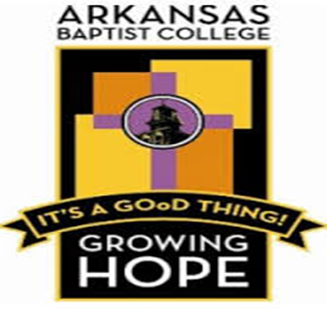 ARKANSAS
BAPTIST COLLEGE
IT'S A GOoD THING!
GROWING
HOPE